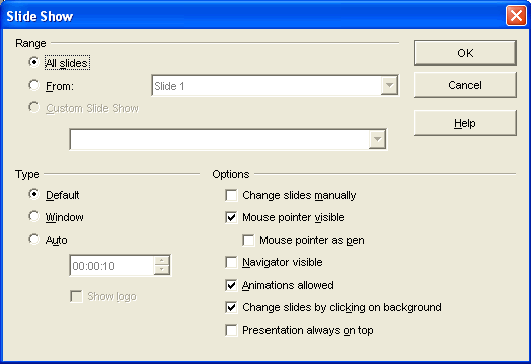 Slide Show
Range
All slides
From:
Slide 1
Custom Slide Show
OK
Cancel
Help
Type
Default
Window
Auto
00:00:10
Show logo
Options
Change slides manually
Mouse pointer visible
Mouse pointer as pen
Navigator visible
Animations allowed
Change slides by clicking on background
Presentation always on top